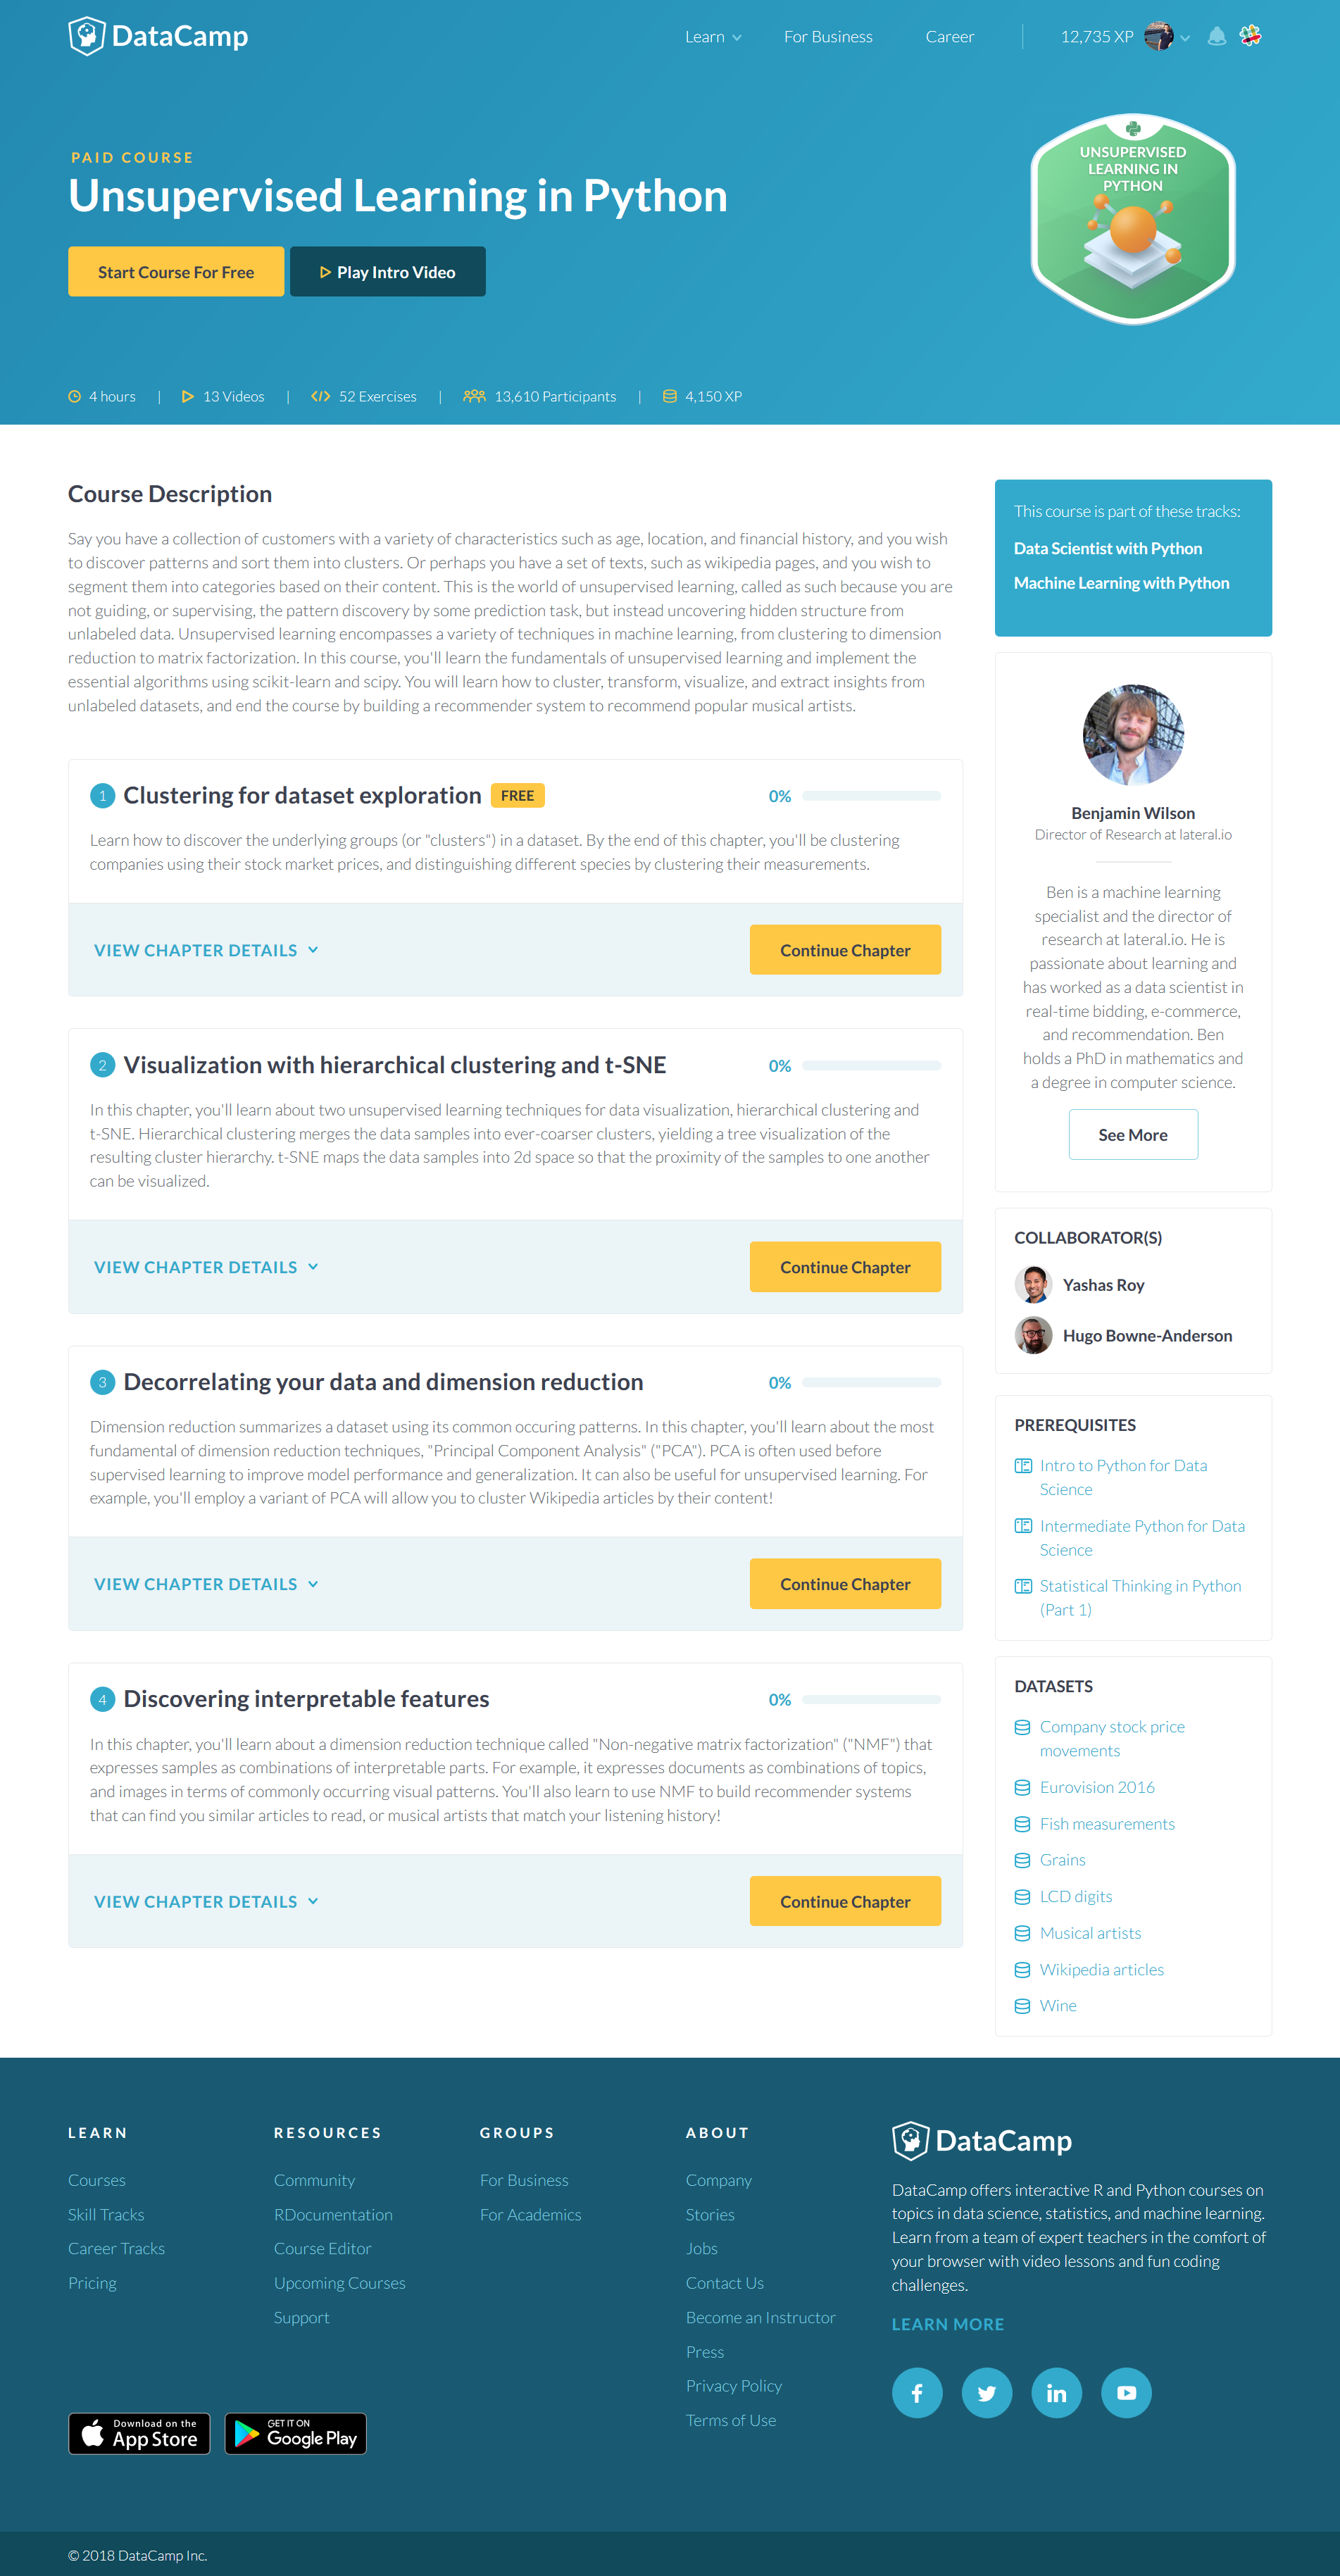 DataCamp
Learn
For Business
Career
12,735 XP
PAID COURSE
Unsupervised Learning in Python
Start Course For Free
Play Intro Video
UNSUPERVISED
LEARNING IN
PYTHON
4 hours
13 Videos
52 Exercises
13,610 Participants
4,150 XP
Course Description
Say you have a collection of customers with a variety of characteristics such as age, location, and financial history, and you wish
to discover patterns and sort them into clusters. Or perhaps you have a set of texts, such as wikipedia pages, and you wish to
segment them into categories based on their content. This is the world of unsupervised learning, called as such because you are
not guiding, or supervising, the pattern discovery by some prediction task, but instead uncovering hidden structure from
unlabeled data. Unsupervised learning encompasses a variety of techniques in machine learning, from clustering to dimension
reduction to matrix factorization. In this course, you'll learn the fundamentals of unsupervised learning and implement the
essential algorithms using scikit-learn and scipy. You will learn how to cluster, transform, visualize, and extract insights from
unlabeled datasets, and end the course by building a recommender system to recommend popular musical artists.
1 Clustering for dataset exploration FREE 0%
Learn how to discover the underlying groups (or "clusters") in a dataset. By the end of this chapter, you'll be clustering
companies using their stock market prices, and distinguishing different species by clustering their measurements.
VIEW CHAPTER DETAILS
Continue Chapter
2 Visualization with hierarchical clustering and t-SNE 0%
In this chapter, you'll learn about two unsupervised learning techniques for data visualization, hierarchical clustering and
t-SNE. Hierarchical clustering merges the data samples into ever-coarser clusters, yielding a tree visualization of the
resulting cluster hierarchy. t-SNE maps the data samples into 2d space so that the proximity of the samples to one another
can be visualized.
VIEW CHAPTER DETAILS
Continue Chapter
3 Decorrelating your data and dimension reduction 0%
Dimension reduction summarizes a dataset using its common occuring patterns. In this chapter, you'll learn about the most
fundamental of dimension reduction techniques, "Principal Component Analysis" ("PCA"). PCA is often used before
supervised learning to improve model performance and generalization. It can also be useful for unsupervised learning. For
example, you'll employ a variant of PCA will allow you to cluster Wikipedia articles by their content!
VIEW CHAPTER DETAILS
Continue Chapter
4 Discovering interpretable features 0%
In this chapter, you'll learn about a dimension reduction technique called "Non-negative matrix factorization" ("NMF") that
expresses samples as combinations of interpretable parts. For example, it expresses documents as combinations of topics,
and images in terms of commonly occurring visual patterns. You'll also learn to use NMF to build recommender systems
that can find you similar articles to read, or musical artists that match your listening history!
VIEW CHAPTER DETAILS
Continue Chapter
This course is part of these tracks:
Data Scientist with Python
Machine Learning with Python
Benjamin Wilson
Director of Research at lateral.io
Ben is a machine learning
specialist and the director of
research at lateral.io. He is
passionate about learning and
has worked as a data scientist in
real-time bidding, e-commerce,
and recommendation. Ben
holds a PhD in mathematics and
a degree in computer science.
See More
COLLABORATOR(S)
Yashas Roy
Hugo Bowne-Anderson
PREREQUISITES
Intro to Python for Data
Science
Intermediate Python for Data
Science
Statistical Thinking in Python
(Part 1)
DATASETS
Company stock price
movements
Eurovision 2016
Fish measurements
Grains
LCD digits
Musical artists
Wikipedia articles
Wine
LEARN
Courses
Skill Tracks
Career Tracks
Pricing
RESOURCES
Community
RDocumentation
Course Editor
Upcoming Courses
Support
GROUPS
For Business
For Academics
ABOUT
Company
Stories
Jobs
Contact Us
Become an Instructor
Press
Privacy Policy
Terms of Use
DataCamp
DataCamp offers interactive R and Python courses on
topics in data science, statistics, and machine learning.
Learn from a team of expert teachers in the comfort of
your browser with video lessons and fun coding
challenges.
LEARN MORE
Download on the
App Store
GET IT ON
Google Play
© 2018 DataCamp Inc.